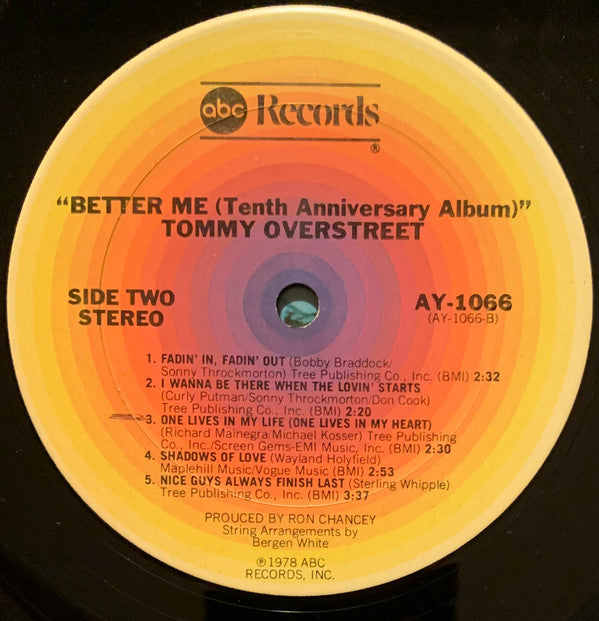 abc Records
®
"BETTER ME (Tenth Anniversary Album)"
TOMMY OVERSTREET
SIDE TWO
STEREO
AY-1066
(AY-1066-B)
1. FADIN' IN, FADIN' OUT (Bobby Braddock/
Sonny Throckmorton) Tree Publishing Co., Inc. (BMI) 2:32
2. I WANNA BE THERE WHEN THE LOVIN' STARTS
(Curly Putman/Sonny Throckmorton/Don Cook)
Tree Publishing Co., Inc. (BMI) 2:20
3. ONE LIVES IN MY LIFE (ONE LIVES IN MY HEART)
(Richard Mainegra/Michael Kosser) Tree Publishing
Co., Inc./Screen Gems-EMI Music, Inc. (BMI) 2:30
4. SHADOWS OF LOVE (Wayland Holyfield)
Maplehill Music/Vogue Music (BMI) 2:53
5. NICE GUYS ALWAYS FINISH LAST (Sterling Whipple)
Tree Publishing Co., Inc. (BMI) 3:37
PROUCED BY RON CHANCEY
String Arrangements by
Bergen White
℗1978 ABC
RECORDS, INC.